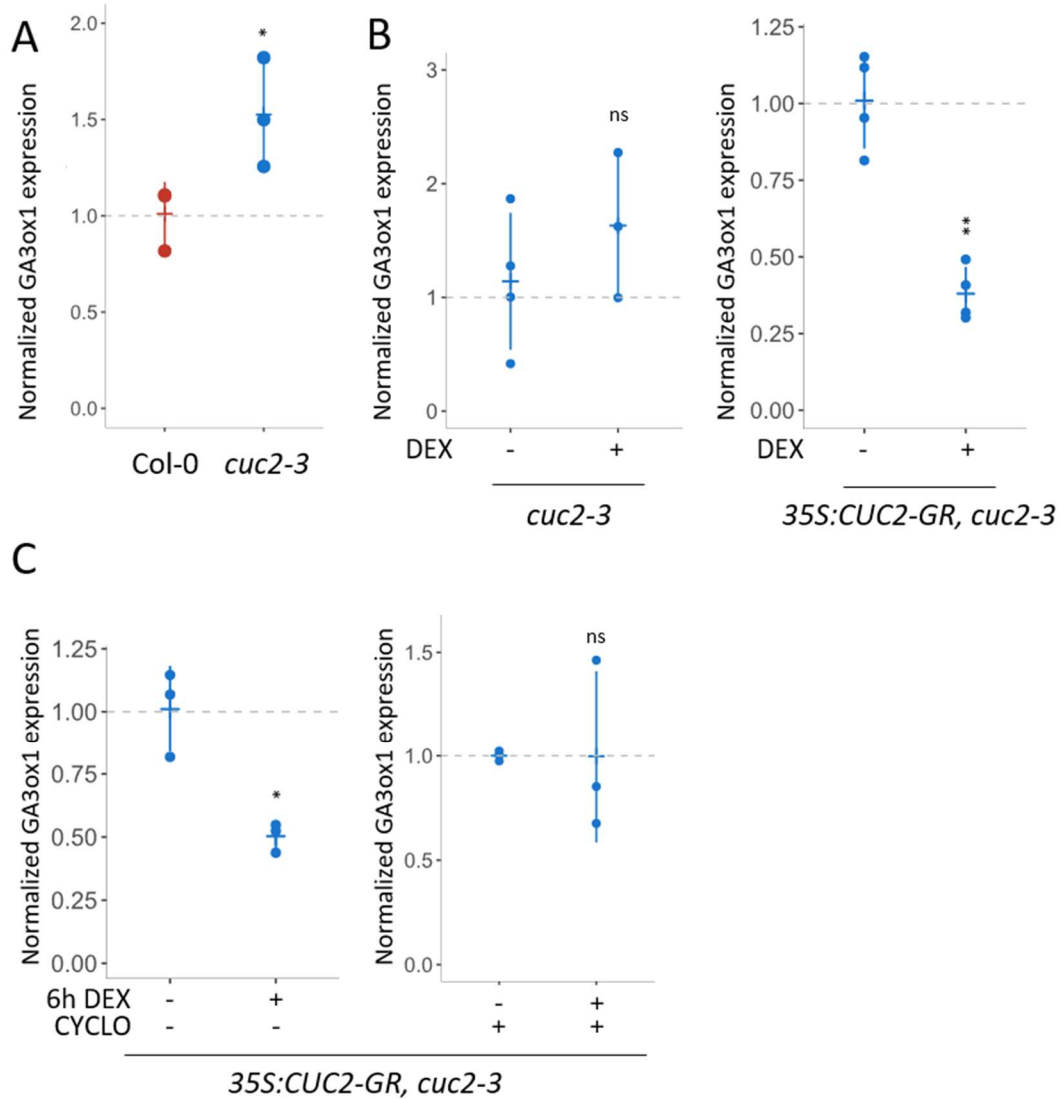 A
Normalized GA3ox1 expression
2.0
1.5
1.0
0.5
0.0
*
Col-0 cuc2-3
B
Normalized GA3ox1 expression
3
2
1
0
ns
DEX - +
cuc2-3
Normalized GA3ox1 expression
1.25
1.00
0.75
0.50
0.25
0.00
**
DEX - +
35S:CUC2-GR, cuc2-3
C
Normalized GA3ox1 expression
1.25
1.00
0.75
0.50
0.25
0.00
*
6h DEX - +
CYCLO - -
Normalized GA3ox1 expression
1.5
1.0
0.5
0.0
ns
- +
+ +
35S:CUC2-GR, cuc2-3